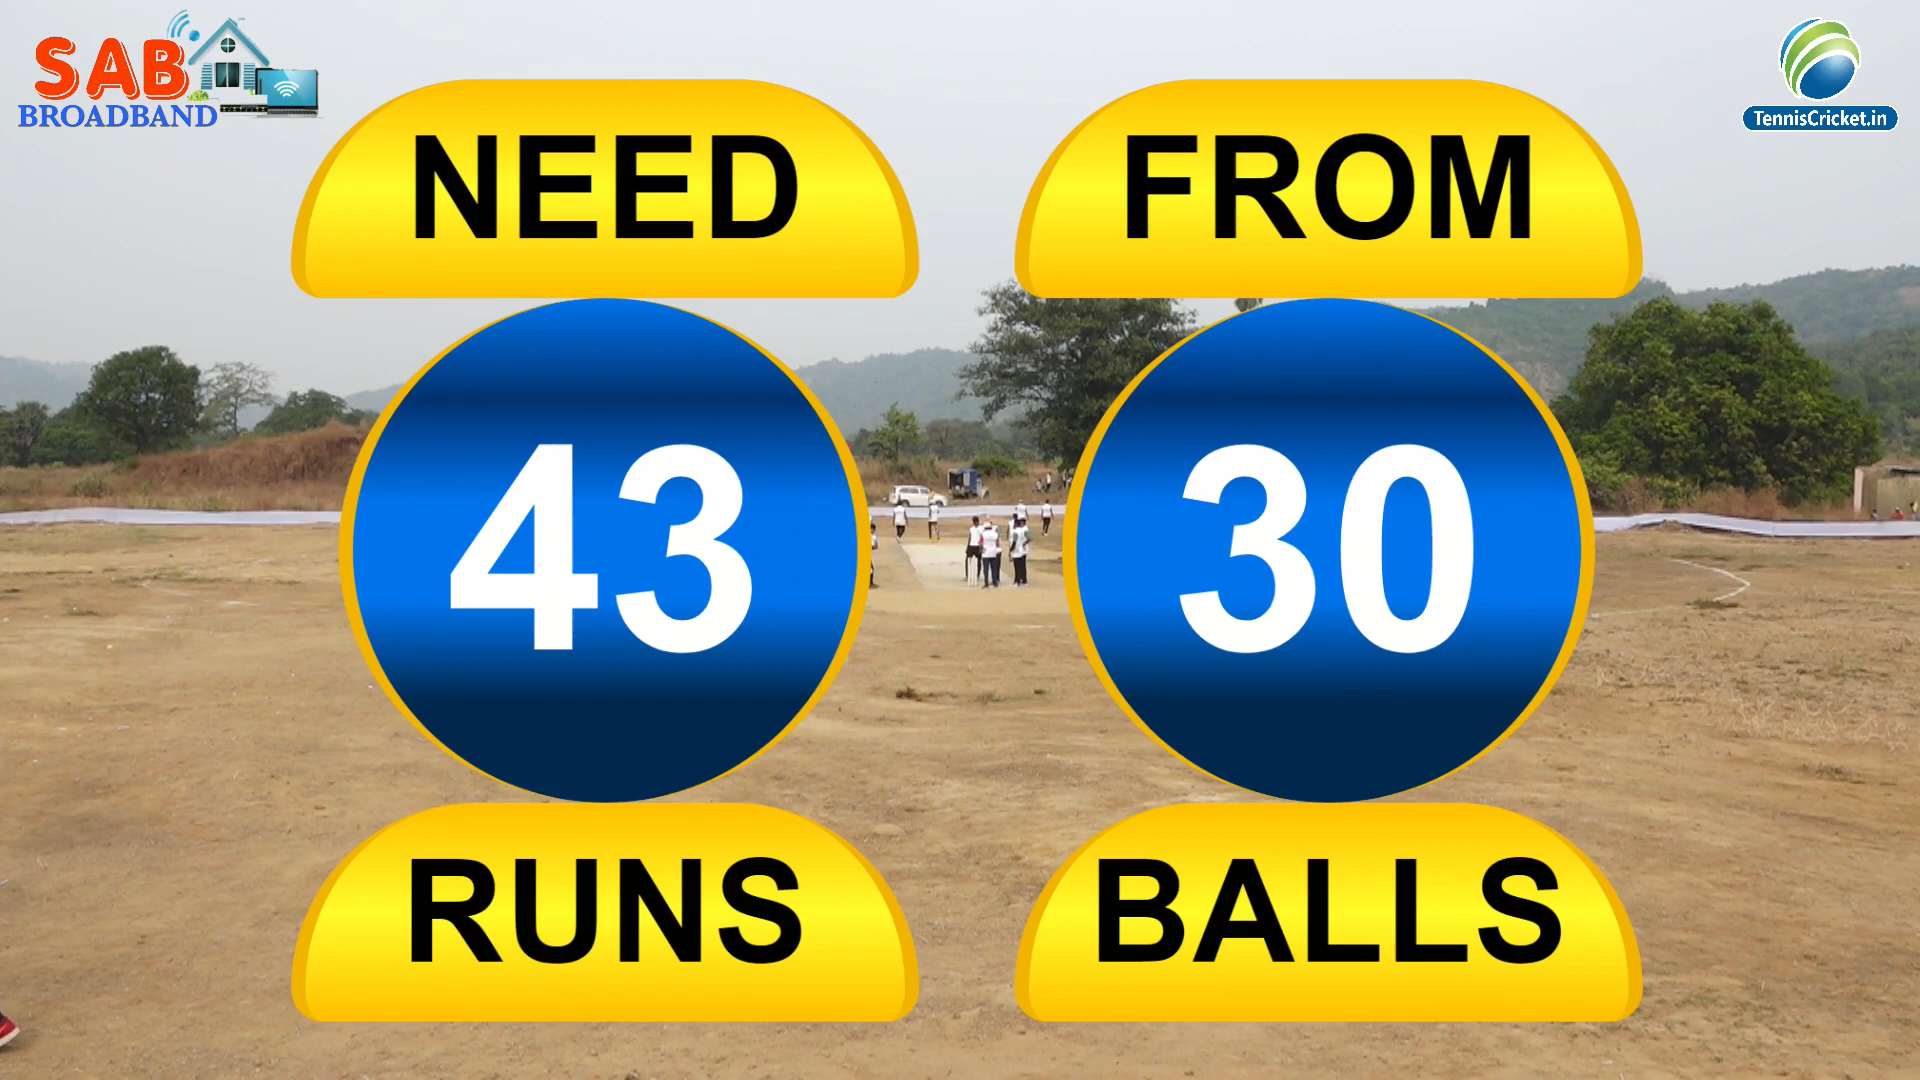 SAB
BROADBAND
TennisCricket.in
NEED
43
RUNS
FROM
30
BALLS